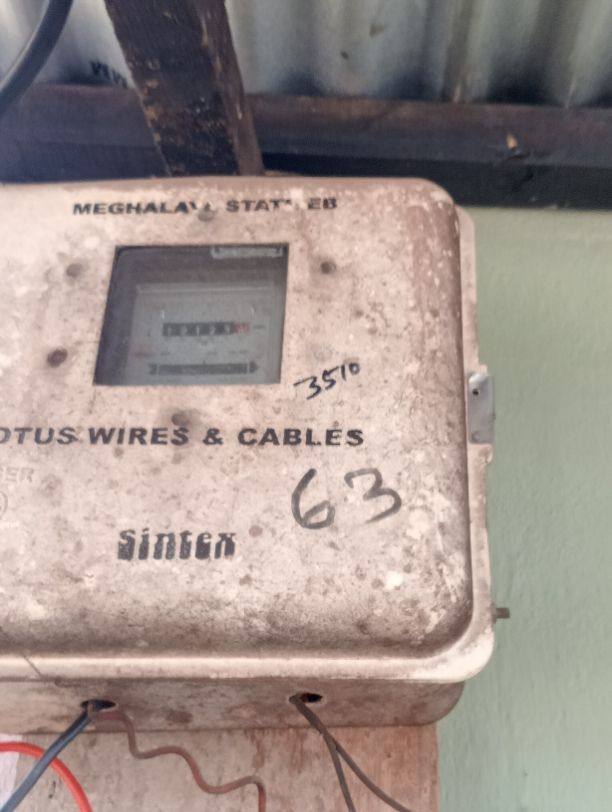 MEGHALAYA STATE EB
3510
OTUS WIRES & CABLES
63
Sintex